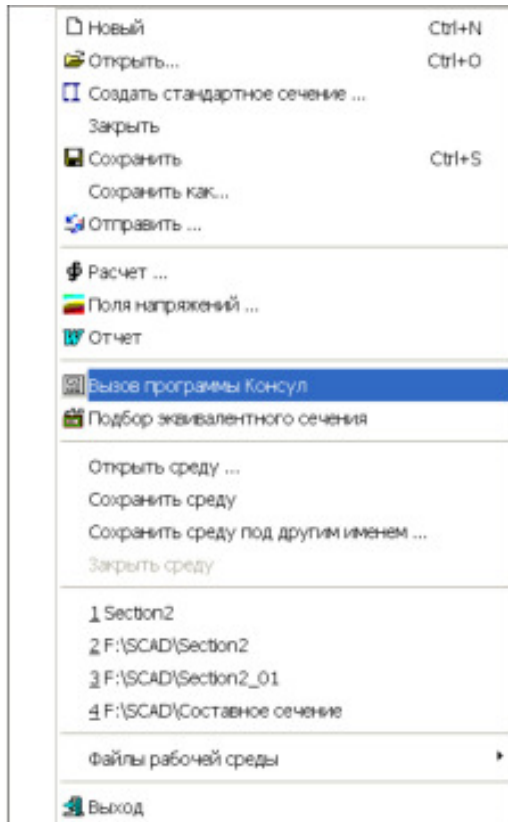 Новый Ctrl+N
Открыть... Ctrl+O
Создать стандартное сечение ...
Закрыть
Сохранить Ctrl+S
Сохранить как...
Отправить ...
Расчет ...
Поля напряжений ...
Отчет
Вызов программы Консул
Подбор эквивалентного сечения
Открыть среду ...
Сохранить среду
Сохранить среду под другим именем ...
Закрыть среду
1 Section2
2 F:\SCAD\Section2
3 F:\SCAD\Section2_01
4 F:\SCAD\Составное сечение
Файлы рабочей среды
Выход